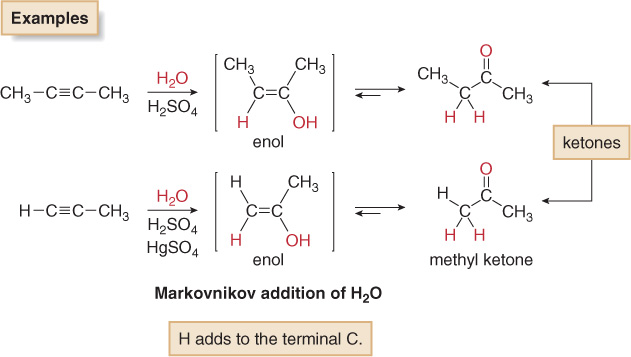 Examples
CH₃–C≡C–CH₃
H₂O
H₂SO₄
CH₃ CH₃
C=C
H OH
enol
O
CH₃ C
C CH₃
H H
ketones
H–C≡C–CH₃
H₂O
H₂SO₄
HgSO₄
H CH₃
C=C
H OH
enol
O
H C
C CH₃
H H
methyl ketone
Markovnikov addition of H₂O
H adds to the terminal C.